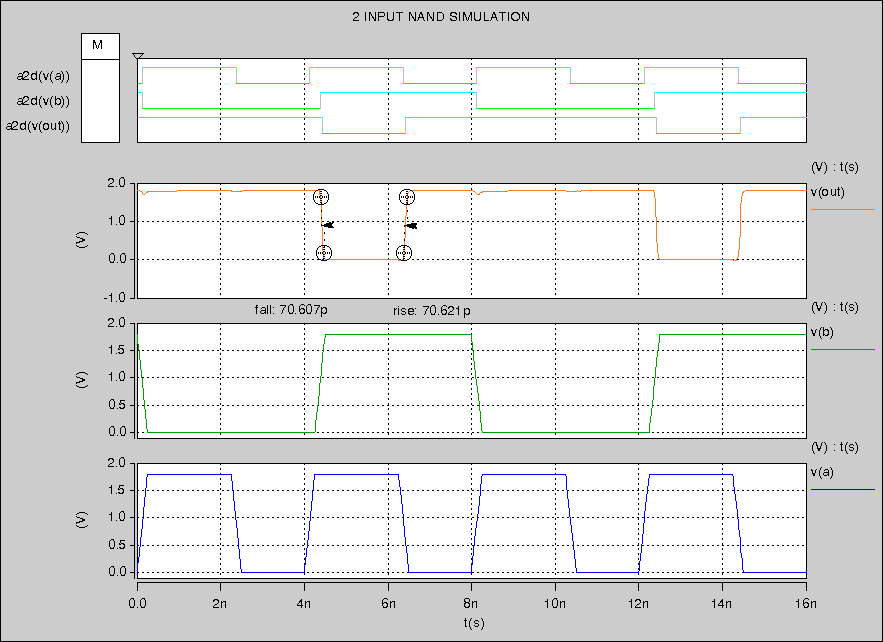 2 INPUT NAND SIMULATION
M
a2d(v(a))
a2d(v(b))
a2d(v(out))
(V) : t(s)
v(out)
2.0
1.0
0.0
-1.0
(V)
fall: 70.607p
rise: 70.621p
(V) : t(s)
v(b)
2.0
1.5
1.0
0.5
0.0
(V)
(V) : t(s)
v(a)
2.0
1.5
1.0
0.5
0.0
(V)
0.0 2n 4n 6n 8n 10n 12n 14n 16n
t(s)